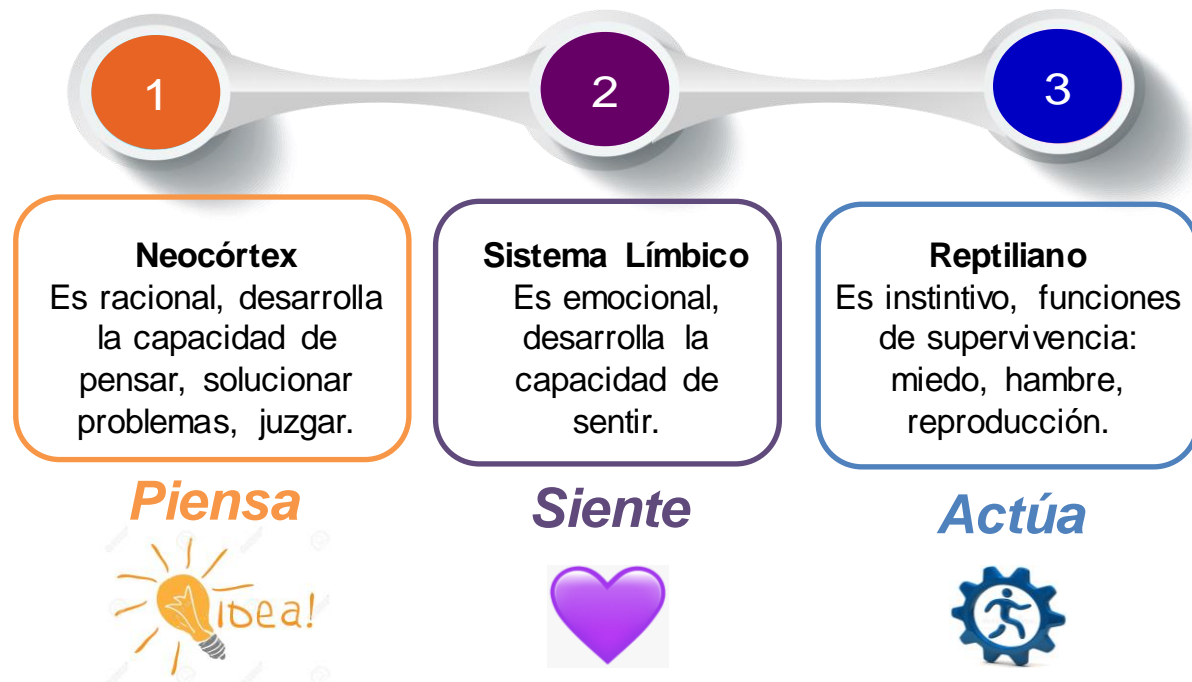 1
2
3
Neocórtex
Es racional, desarrolla
la capacidad de
pensar, solucionar
problemas, juzgar.
Sistema Límbico
Es emocional,
desarrolla la
capacidad de
sentir.
Reptiliano
Es instintivo, funciones
de supervivencia:
miedo, hambre,
reproducción.
Piensa
Siente
Actúa
IDea!